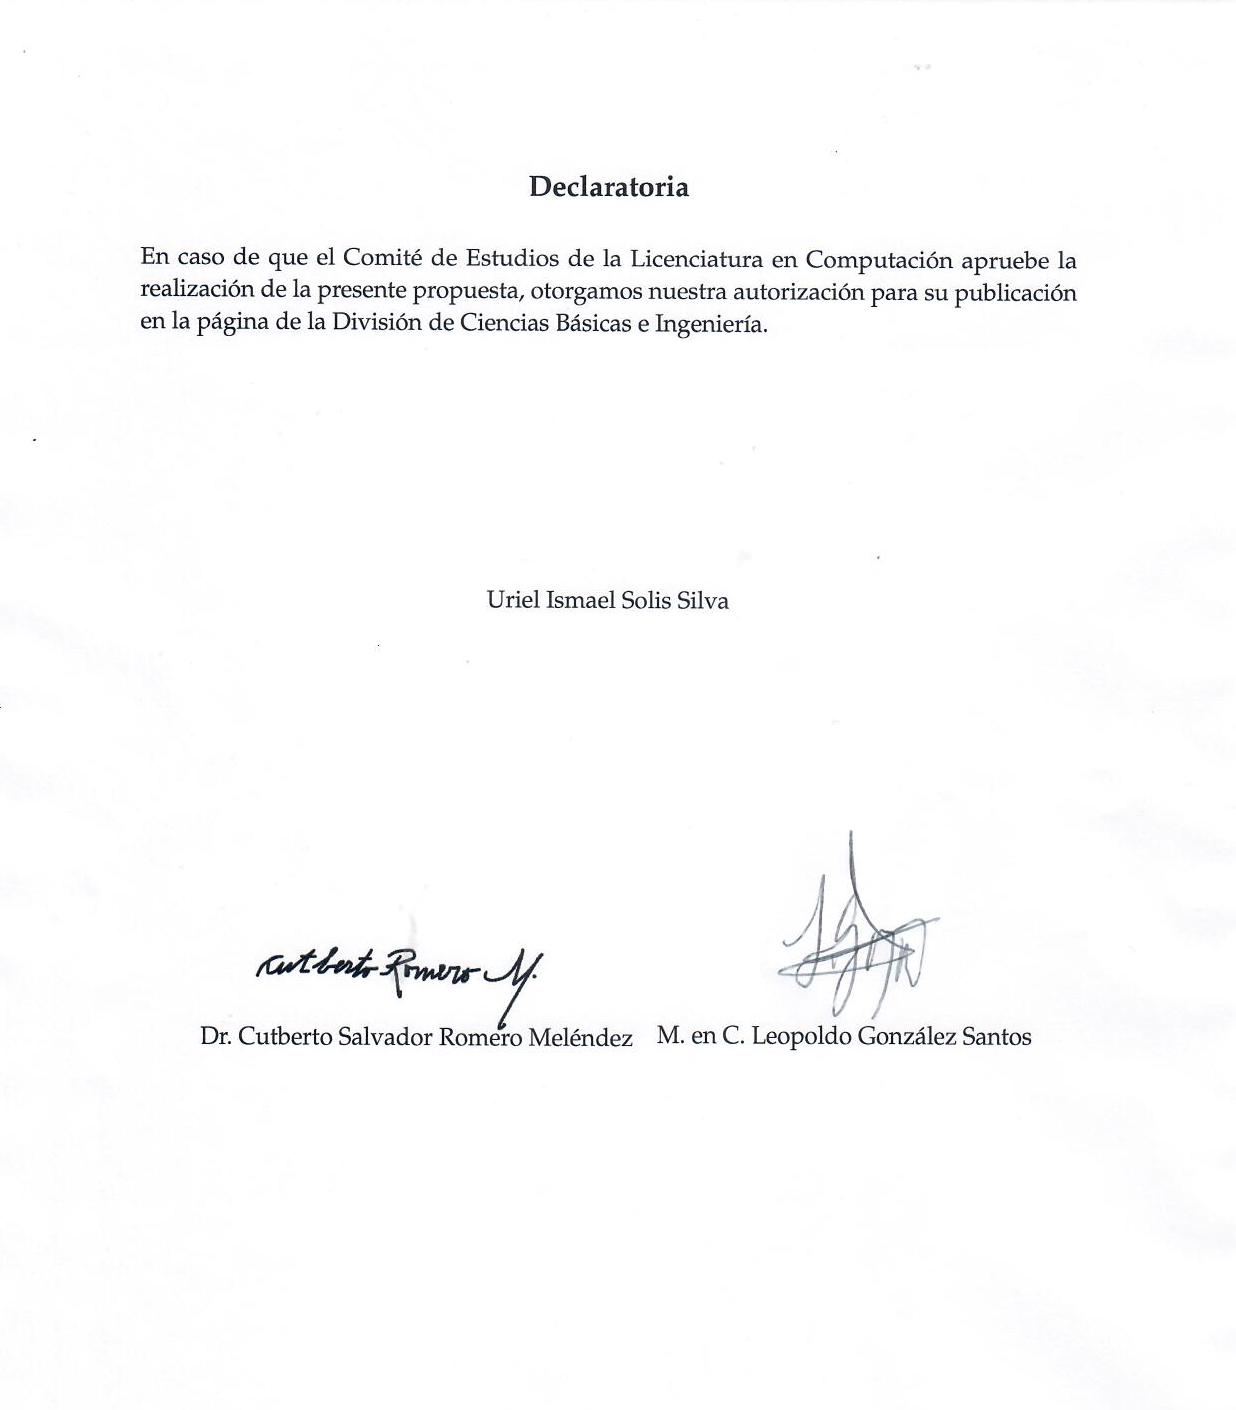 Declaratoria
En caso de que el Comité de Estudios de la Licenciatura en Computación apruebe la
realización de la presente propuesta, otorgamos nuestra autorización para su publicación
en la página de la División de Ciencias Básicas e Ingeniería.
Uriel Ismael Solis Silva
Cutberto Romero M.
Dr. Cutberto Salvador Romero Meléndez M. en C. Leopoldo González Santos